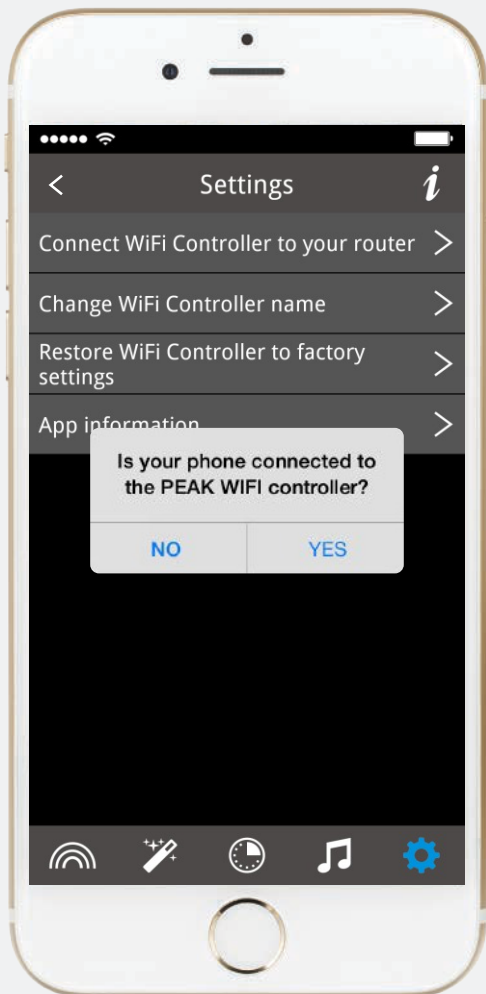 Settings
i
Connect WiFi Controller to your router
Change WiFi Controller name
Restore WiFi Controller to factory
settings
App information
Is your phone connected to
the PEAK WIFI controller?
NO
YES